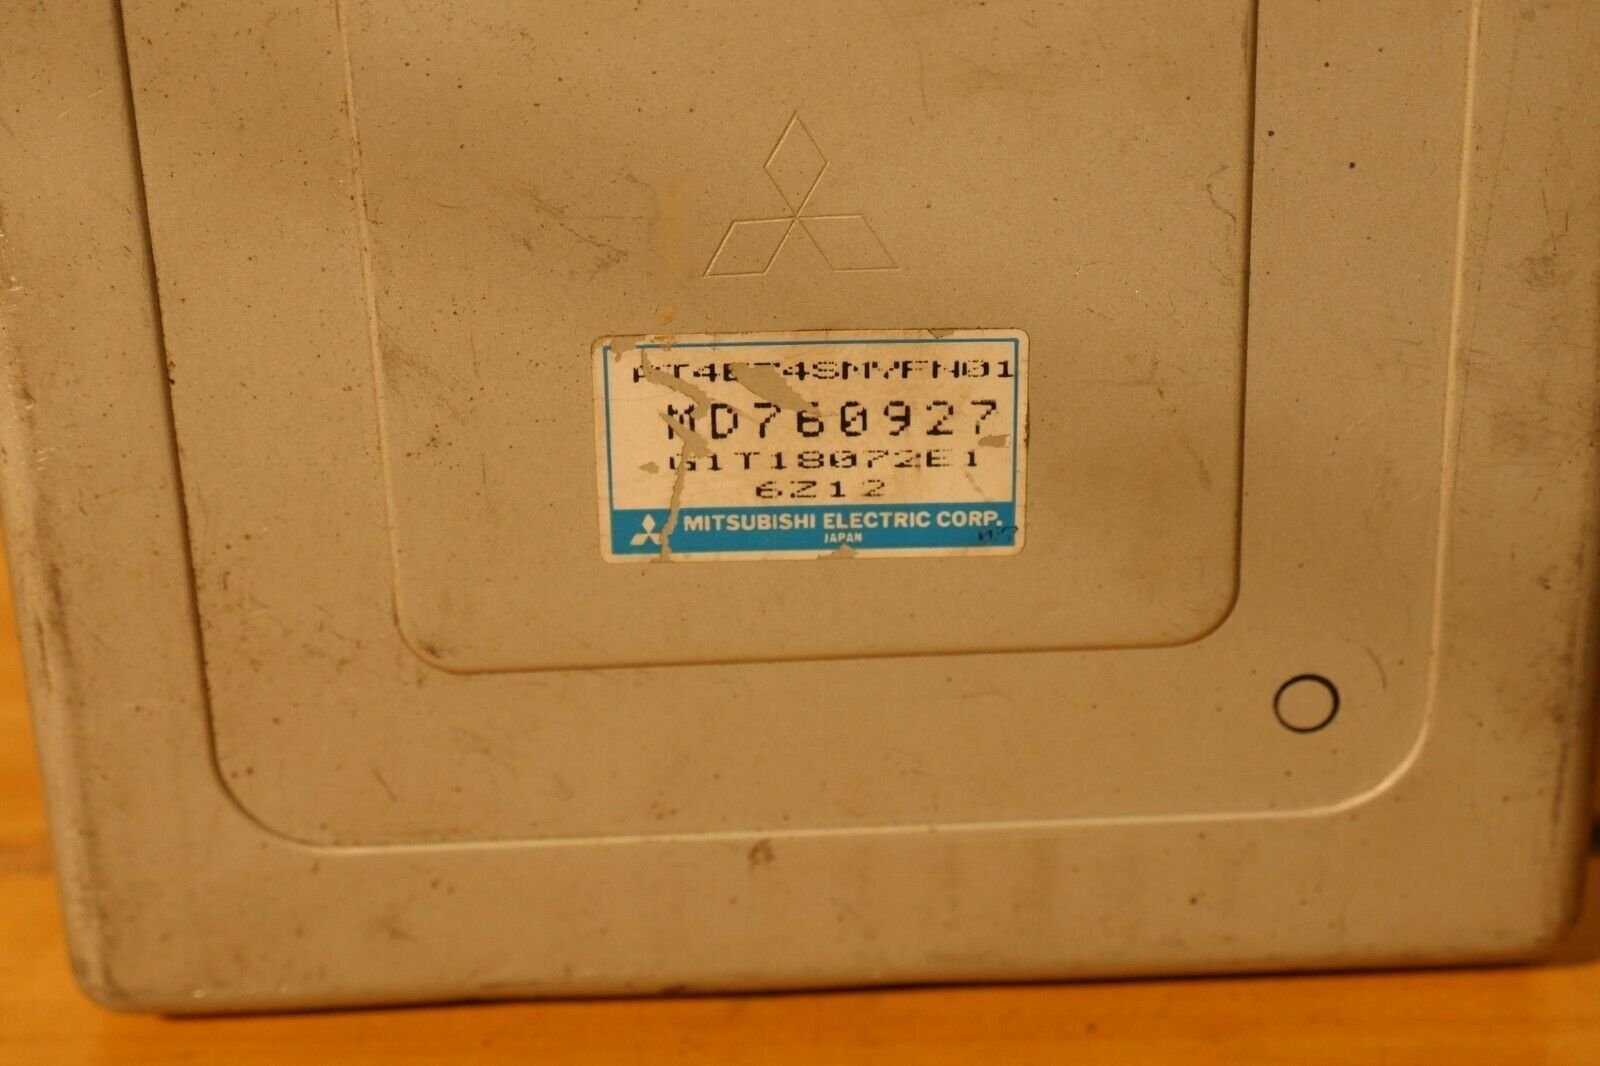 MD760927
G1T18072E1
6Z12
MITSUBISHI ELECTRIC CORP.
JAPAN